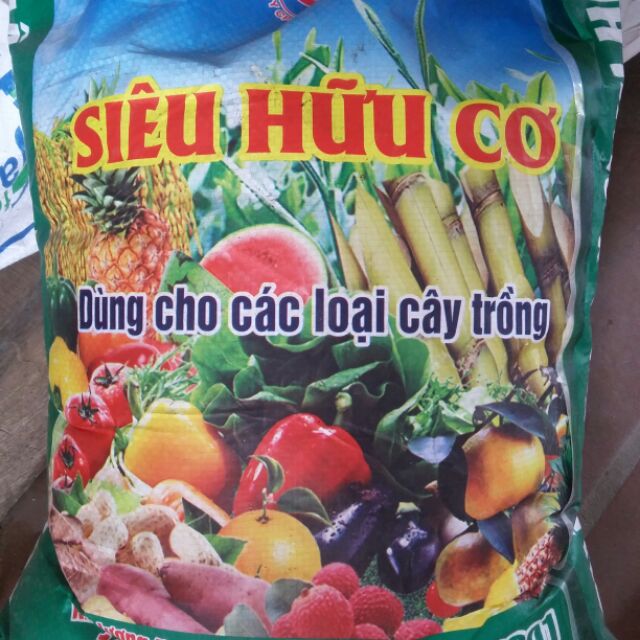 SIÊU HỮU CƠ
Dùng cho các loại cây trồng